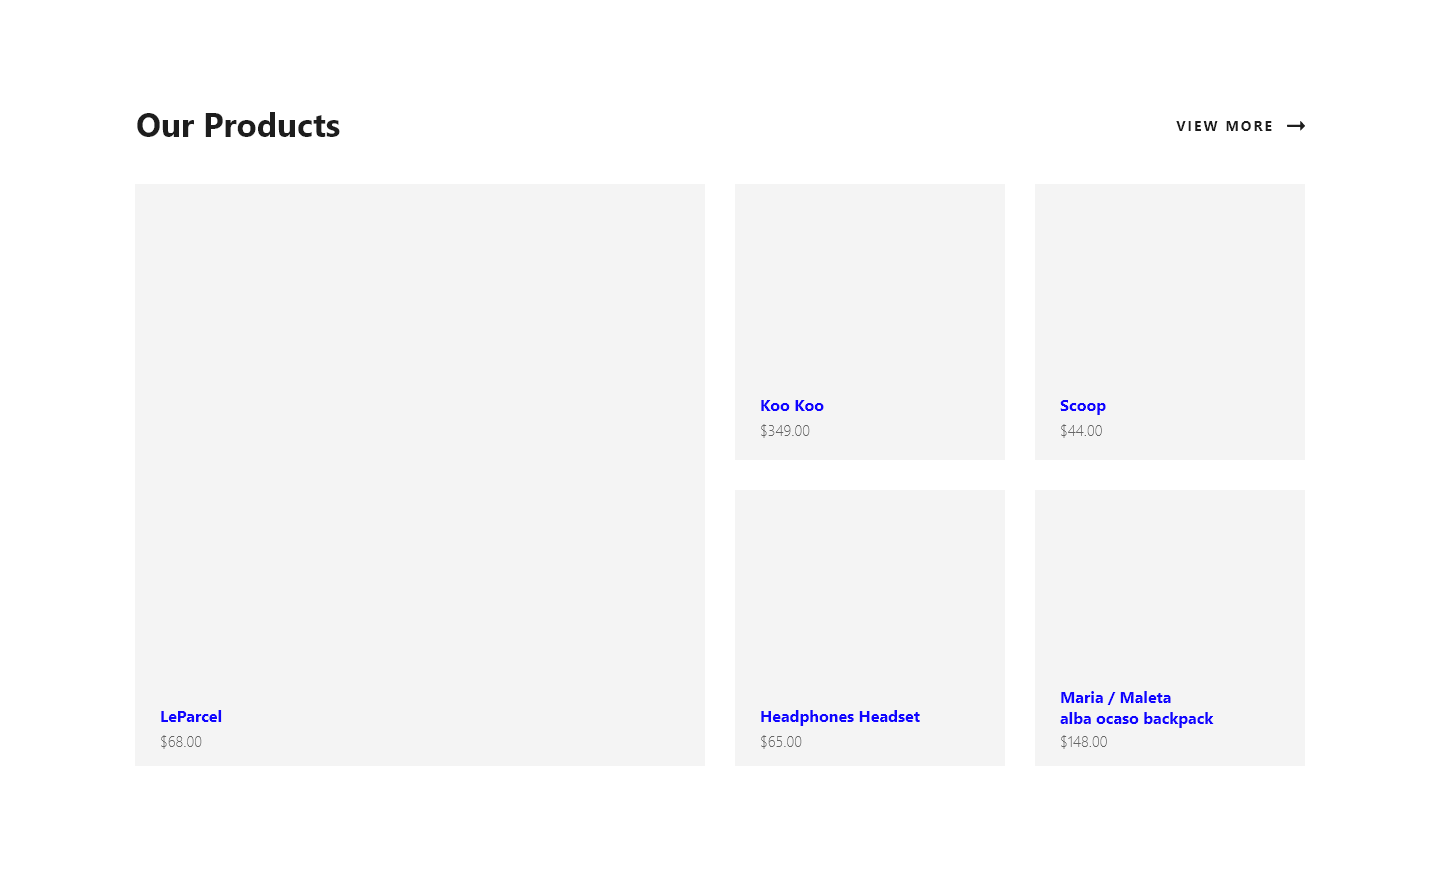 Our Products
VIEW MORE
LeParcel
$68.00
Koo Koo
$349.00
Scoop
$44.00
Headphones Headset
$65.00
Maria / Maleta
alba ocaso backpack
$148.00